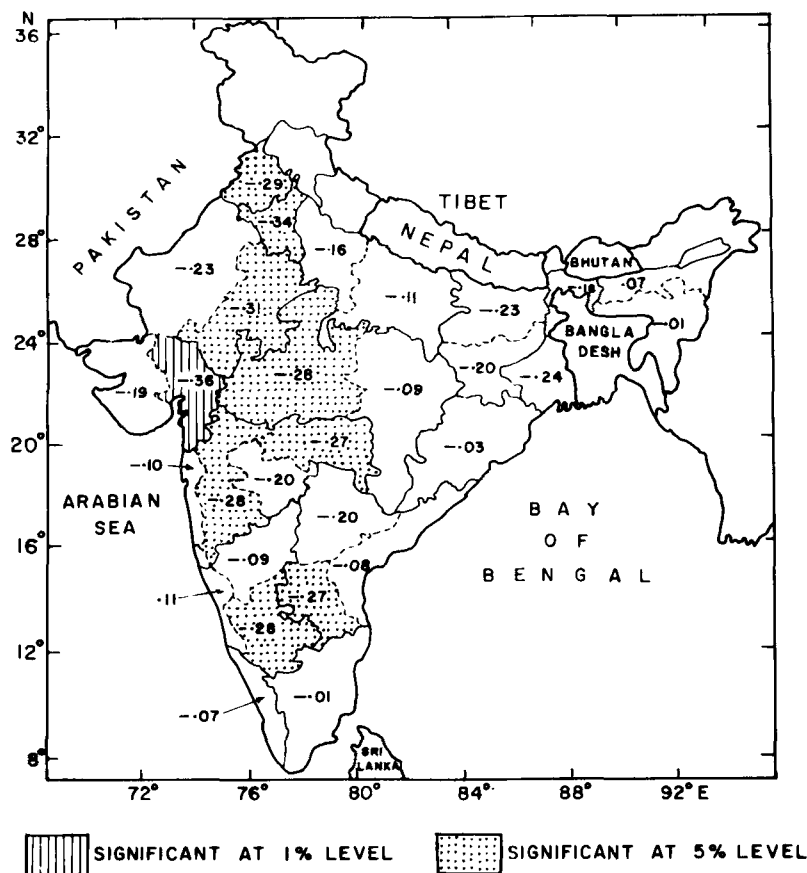 N
36°
32°
28°
24°
20°
16°
12°
8°
72°
76°
80°
84°
88°
92°E
PAKISTAN
TIBET
NEPAL
BHUTAN
BANGLA
DESH
ARABIAN
SEA
BAY
OF
BENGAL
SRI
LANKA
-.29
-.34
-.16
-.23
-.31
-.11
-.23
-.18
.07
.01
-.36
-.19
-.28
-.09
-.20
-.24
-.03
-.27
-.10
-.20
-.28
-.20
-.09
-.08
.11
-.27
-.28
-.07
-.01
SIGNIFICANT AT 1% LEVEL
SIGNIFICANT AT 5% LEVEL